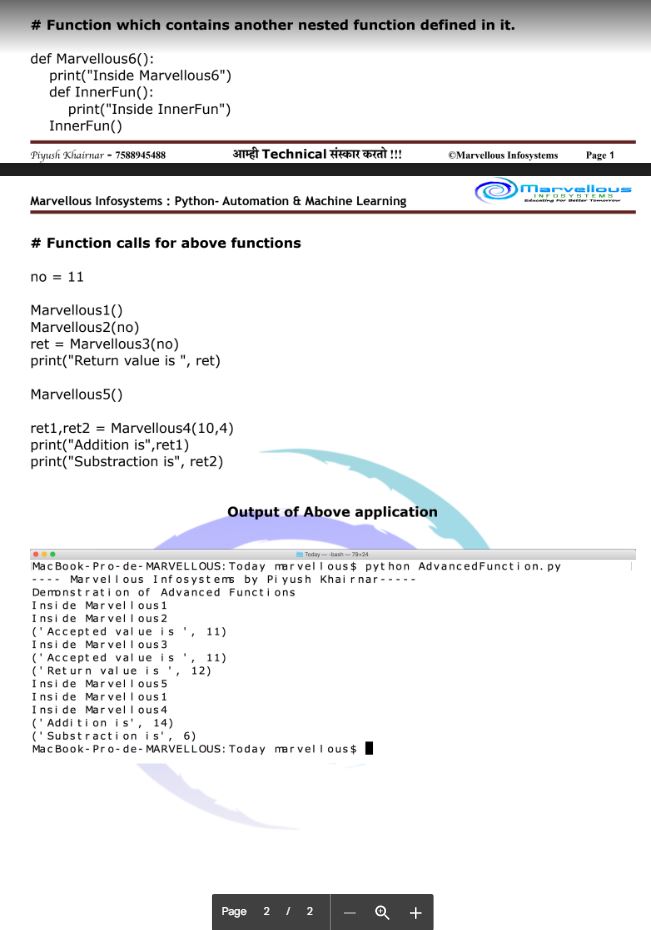 # Function which contains another nested function defined in it.
def Marvellous6():
print("Inside Marvellous6")
def InnerFun():
print("Inside InnerFun")
InnerFun()
Piyush Khairnar - 7588945488 आम्ही Technical संस्कार करतो !!! ©Marvellous Infosystems Page 1
Marvellous Infosystems : Python- Automation & Machine Learning
Marvellous
INFOSYSTEMS
Educating For Better Tomorrow
# Function calls for above functions
no = 11
Marvellous1()
Marvellous2(no)
ret = Marvellous3(no)
print("Return value is ", ret)
Marvellous5()
ret1,ret2 = Marvellous4(10,4)
print("Addition is",ret1)
print("Substraction is", ret2)
Output of Above application
Today — -bash — 79×24
MacBook-Pro-de-MARVELLOUS:Today marvellous$ python AdvancedFunction.py
---- Marvellous Infosystems by Piyush Khairnar-----
Demonstration of Advanced Functions
Inside Marvellous1
Inside Marvellous2
('Accepted value is ', 11)
Inside Marvellous3
('Accepted value is ', 11)
('Return value is ', 12)
Inside Marvellous5
Inside Marvellous1
Inside Marvellous4
('Addition is', 14)
('Substraction is', 6)
MacBook-Pro-de-MARVELLOUS:Today marvellous$
Page 2 / 2